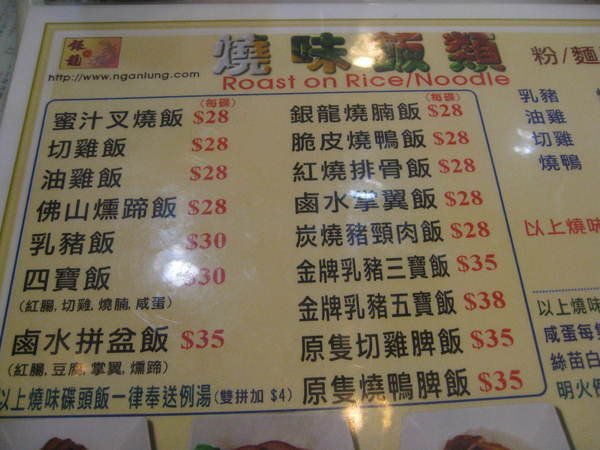 銀龍
http://www.nganlung.com
燒味飯類
Roast on Rice/Noodle
粉/麵
(每碟)
蜜汁叉燒飯 $28
切雞飯 $28
油雞飯 $28
佛山燻蹄飯 $28
乳豬飯 $30
四寶飯 $30
(紅腸, 切雞, 燒腩, 咸蛋)
鹵水拼盆飯 $35
(紅腸, 豆腐, 掌翼, 燻蹄)
以上燒味碟頭飯一律奉送例湯 (雙拼加 $4)
(每碟)
銀龍燒腩飯 $28
脆皮燒鴨飯 $28
紅燒排骨飯 $28
鹵水掌翼飯 $28
炭燒豬頸肉飯 $28
金牌乳豬三寶飯 $35
金牌乳豬五寶飯 $38
原隻切雞脾飯 $35
原隻燒鴨脾飯 $35
乳豬
油雞
切雞
燒鴨
以上燒味
以上燒味
咸蛋每隻
絲苗白
明火例